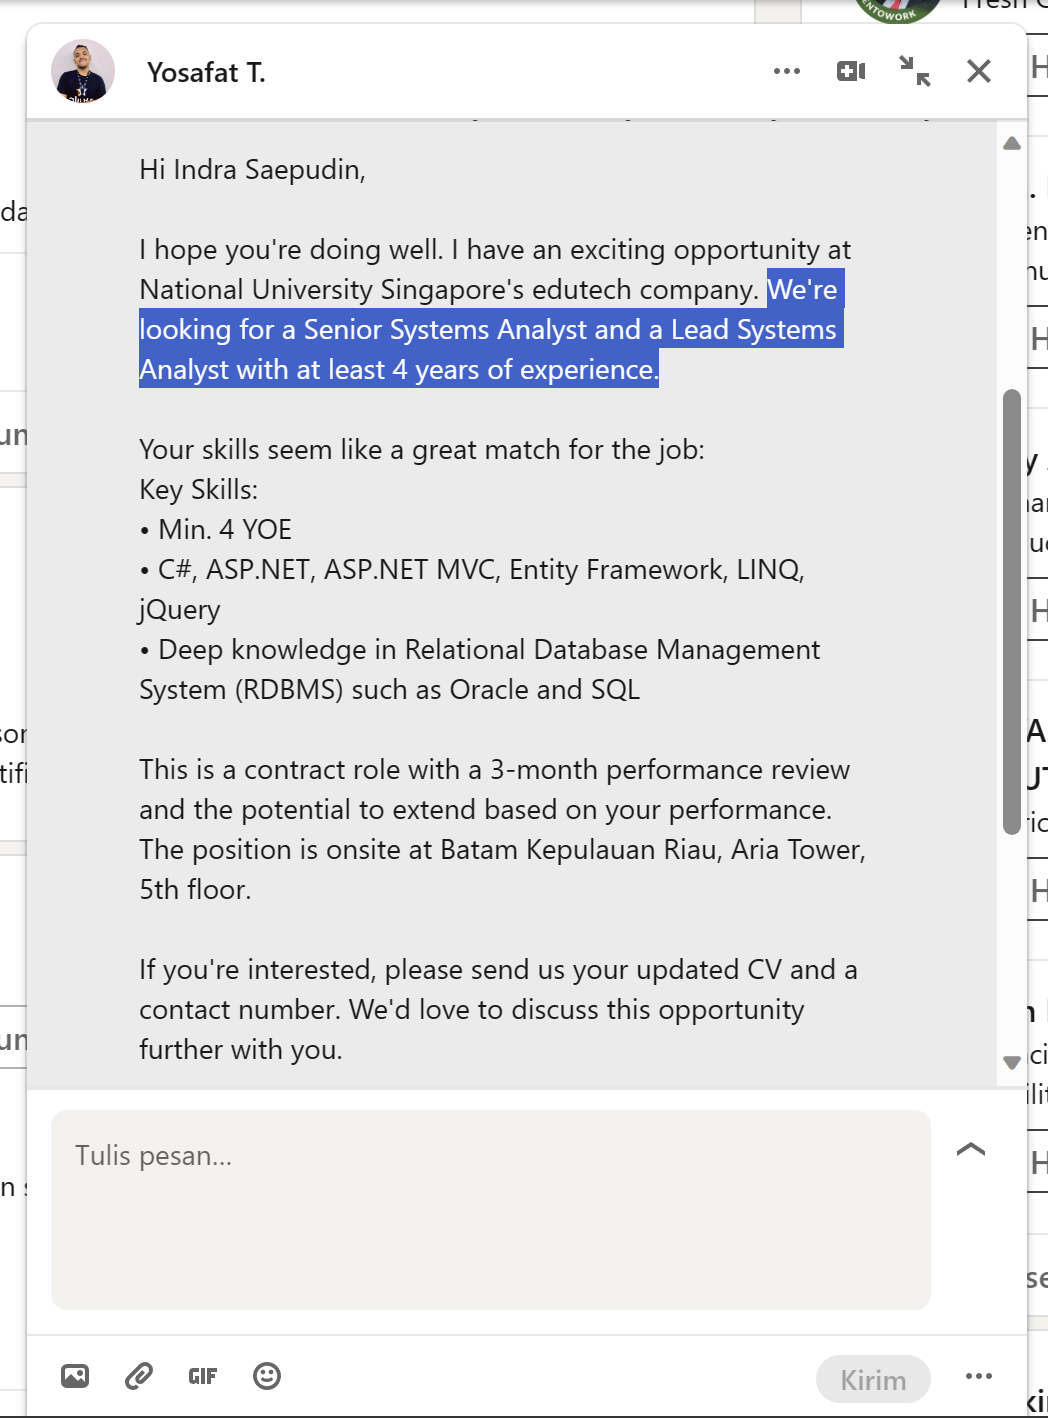 ENTOWORK
Yosafat T.
Hi Indra Saepudin,
I hope you're doing well. I have an exciting opportunity at
National University Singapore's edutech company. We're
looking for a Senior Systems Analyst and a Lead Systems
Analyst with at least 4 years of experience.
Your skills seem like a great match for the job:
Key Skills:
• Min. 4 YOE
• C#, ASP.NET, ASP.NET MVC, Entity Framework, LINQ,
jQuery
• Deep knowledge in Relational Database Management
System (RDBMS) such as Oracle and SQL
This is a contract role with a 3-month performance review
and the potential to extend based on your performance.
The position is onsite at Batam Kepulauan Riau, Aria Tower,
5th floor.
If you're interested, please send us your updated CV and a
contact number. We'd love to discuss this opportunity
further with you.
Tulis pesan...
GIF
Kirim